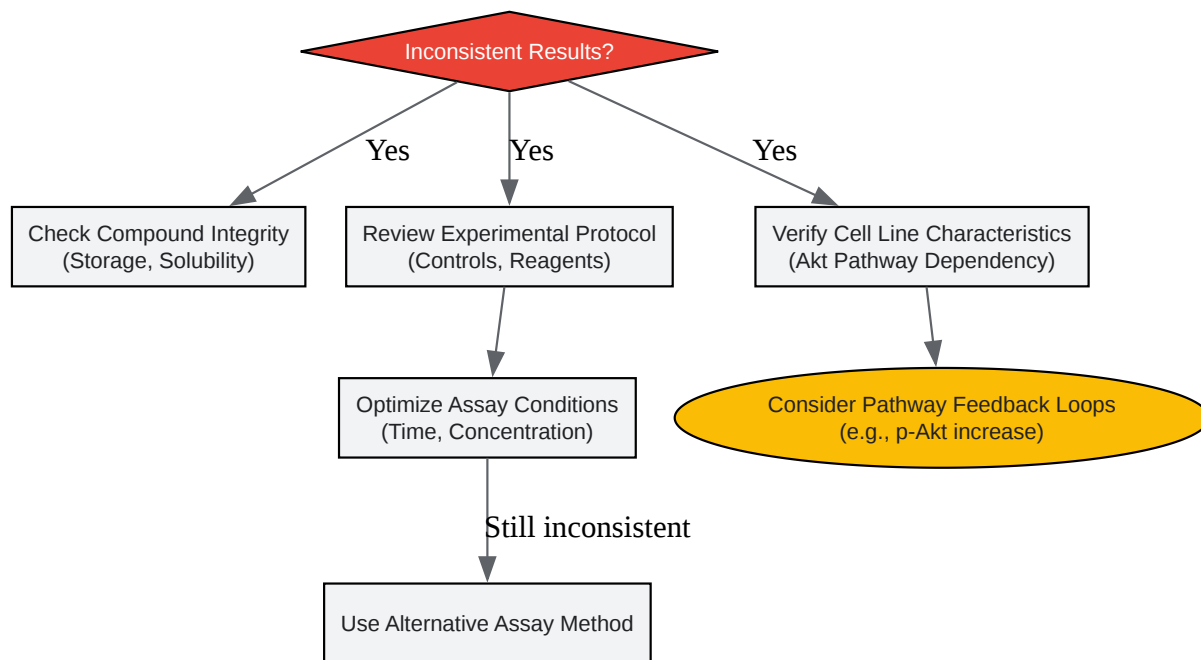 Inconsistent Results?
Yes
Yes
Yes
Check Compound Integrity
(Storage, Solubility)
Review Experimental Protocol
(Controls, Reagents)
Verify Cell Line Characteristics
(Akt Pathway Dependency)
Optimize Assay Conditions
(Time, Concentration)
Consider Pathway Feedback Loops
(e.g., p-Akt increase)
Still inconsistent
Use Alternative Assay Method